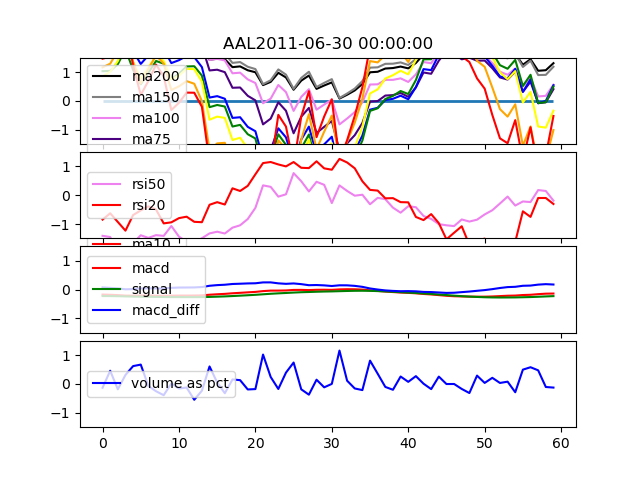 AAL2011-06-30 00:00:00
1
0
−1
ma200
ma150
ma100
ma75
1
0
−1
rsi50
rsi20
ma10
1
0
−1
macd
signal
macd_diff
1
0
−1
volume as pct
0 10 20 30 40 50 60